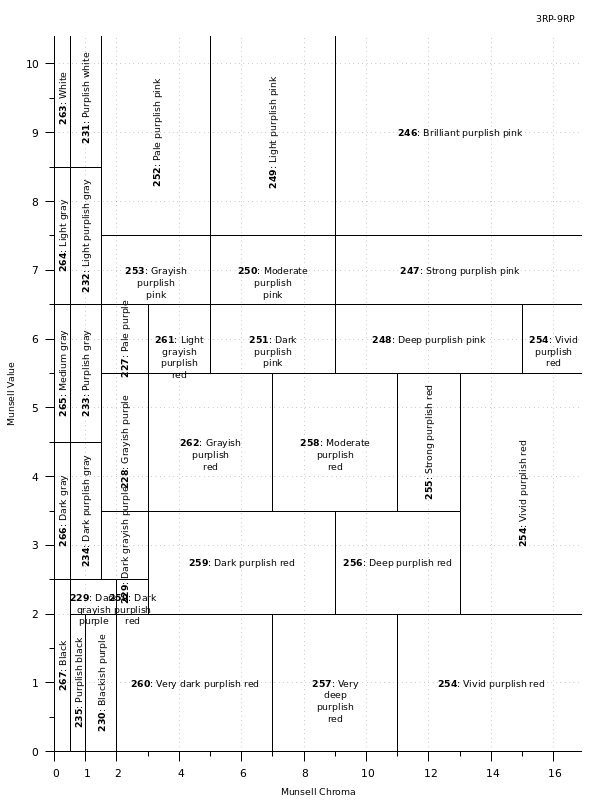 3RP-9RP
10
9
8
7
6
5
4
3
2
1
0
Munsell Value
263: White
231: Purplish white
252: Pale purplish pink
249: Light purplish pink
246: Brilliant purplish pink
264: Light gray
232: Light purplish gray
253: Grayish
purplish
pink
250: Moderate
purplish
pink
247: Strong purplish pink
265: Medium gray
233: Purplish gray
227: Pale purple
261: Light
grayish
purplish
red
251: Dark
purplish
pink
248: Deep purplish pink
254: Vivid
purplish
red
228: Grayish purple
262: Grayish
purplish
red
258: Moderate
purplish
red
255: Strong purplish red
254: Vivid purplish red
266: Dark gray
234: Dark purplish gray
229: Dark grayish purple
259: Dark purplish red
256: Deep purplish red
229: Dark
grayish
purple
259: Dark
purplish
red
267: Black
235: Purplish black
230: Blackish purple
260: Very dark purplish red
257: Very
deep
purplish
red
254: Vivid purplish red
0 1 2 4 6 8 10 12 14 16
Munsell Chroma